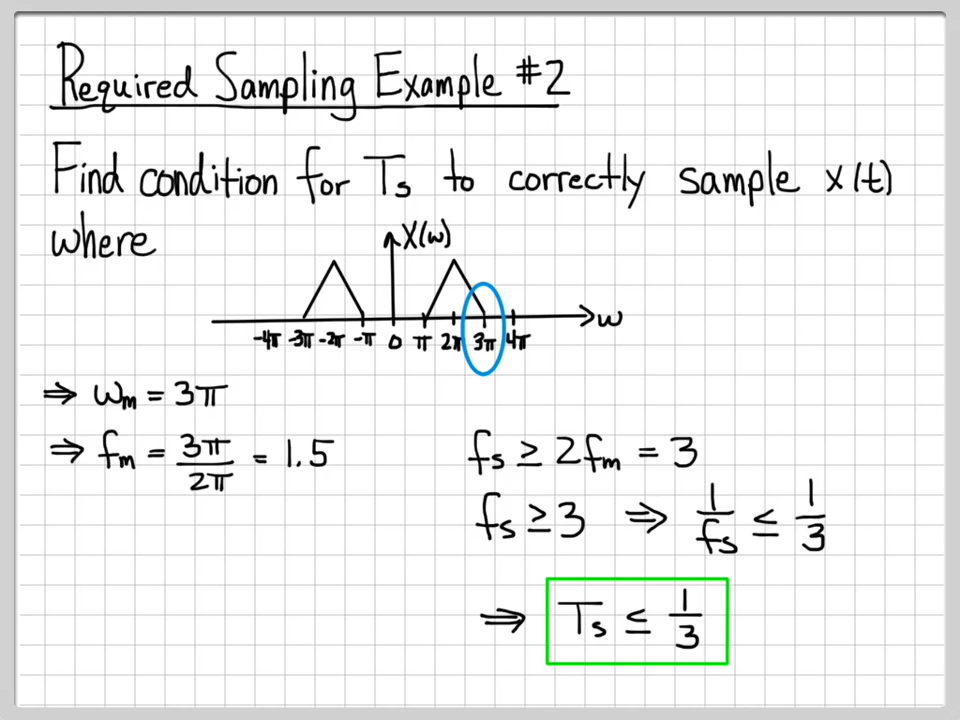 Required Sampling Example #2
Find condition for Ts to correctly sample x(t)
where
X(ω)
ω
-4π -3π -2π -π 0 π 2π 3π 4π
⇒ ωm = 3π
⇒ fm = 3π/2π = 1.5
fs ≥ 2fm = 3
fs ≥ 3 ⇒ 1/fs ≤ 1/3
⇒ Ts ≤ 1/3